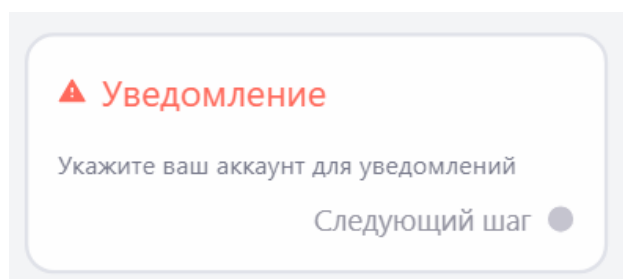 Уведомление
Укажите ваш аккаунт для уведомлений
Следующий шаг